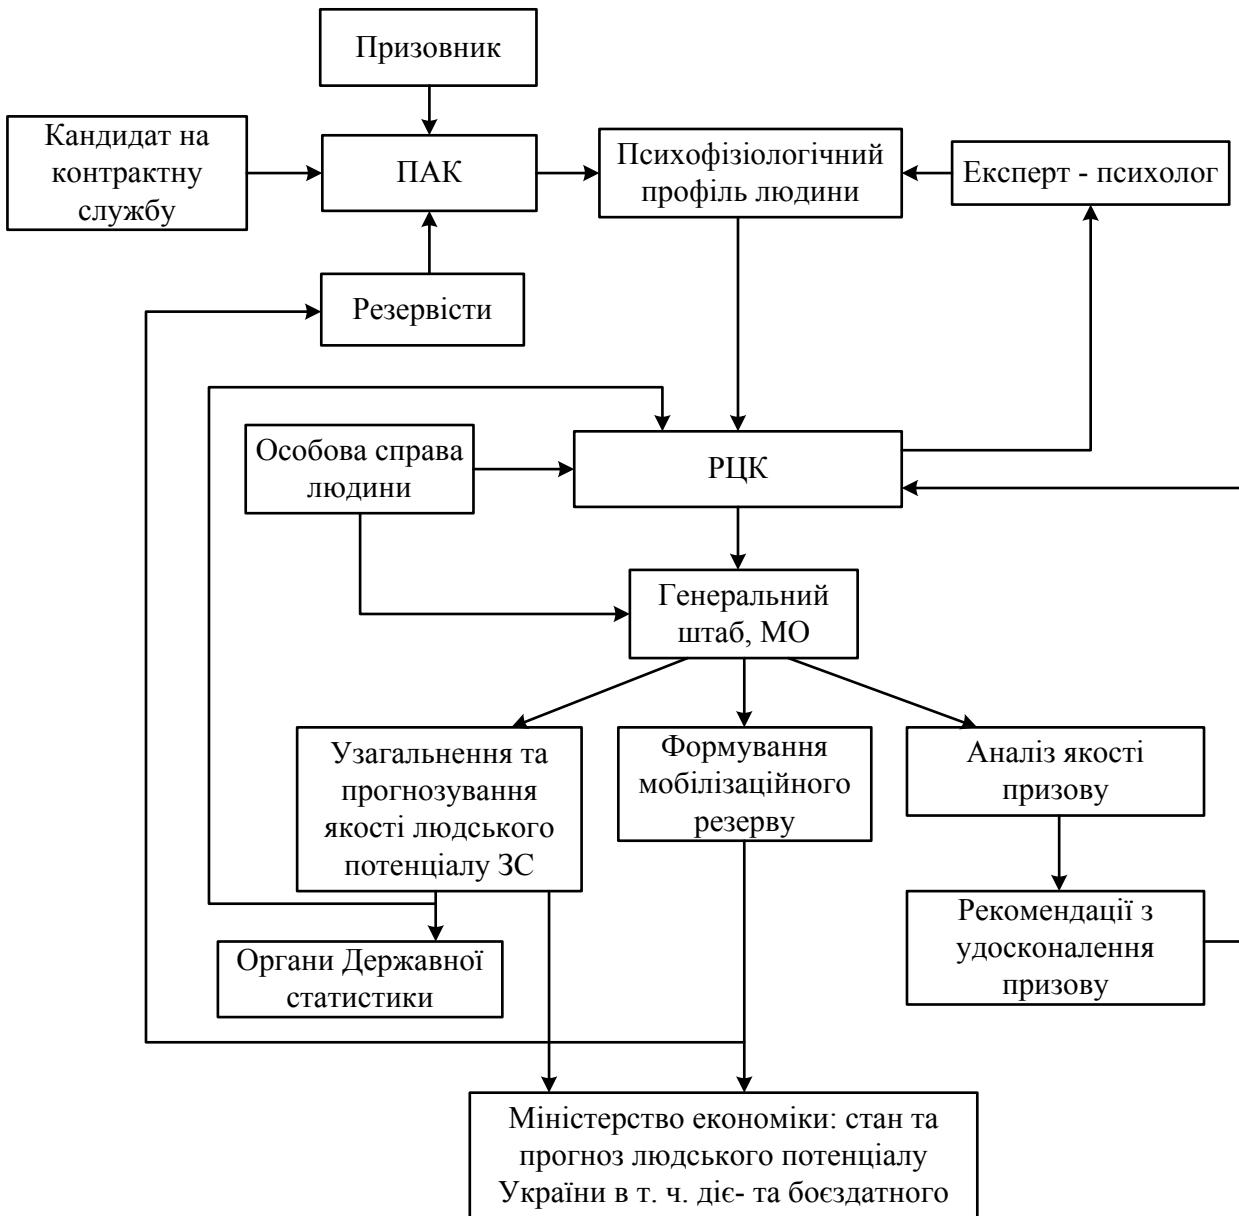 Призовник
Кандидат на
контрактну
службу
ПАК
Психофізіологічний
профіль людини
Експерт - психолог
Резервісти
Особова справа
людини
РЦК
Генеральний
штаб, МО
Узагальнення та
прогнозування
якості людського
потенціалу ЗС
Формування
мобілізаційного
резерву
Аналіз якості
призову
Рекомендації з
удосконалення
призову
Органи Державної
статистики
Міністерство економіки: стан та
прогноз людського потенціалу
України в т. ч. діє- та боєздатного